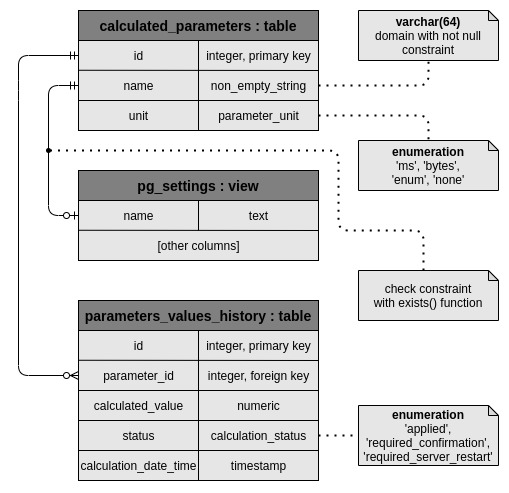 calculated_parameters : table
id integer, primary key
name non_empty_string
unit parameter_unit
varchar(64)
domain with not null
constraint
enumeration
'ms', 'bytes',
'enum', 'none'
pg_settings : view
name text
[other columns]
check constraint
with exists() function
parameters_values_history : table
id integer, primary key
parameter_id integer, foreign key
calculated_value numeric
status calculation_status
calculation_date_time timestamp
enumeration
'applied',
'required_confirmation',
'required_server_restart'